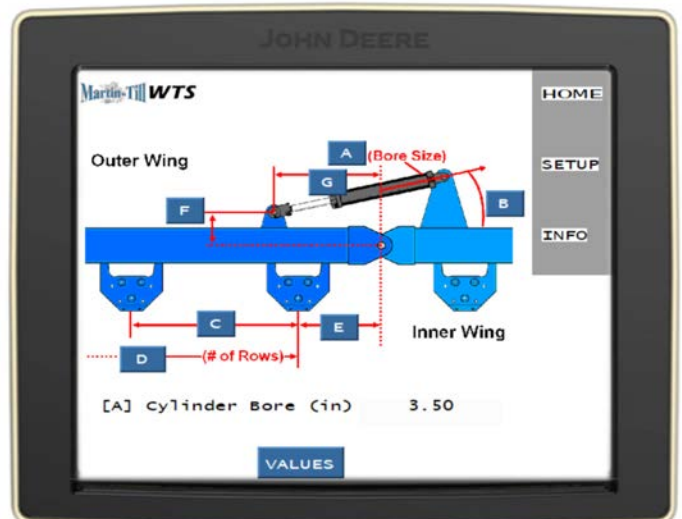 JOHN DEERE
Martin-Till WTS
HOME
Outer Wing
A (Bore Size)
G
SETUP
B
F
INFO
C
E
Inner Wing
D (# of Rows)
[A] Cylinder Bore (in) 3.50
VALUES